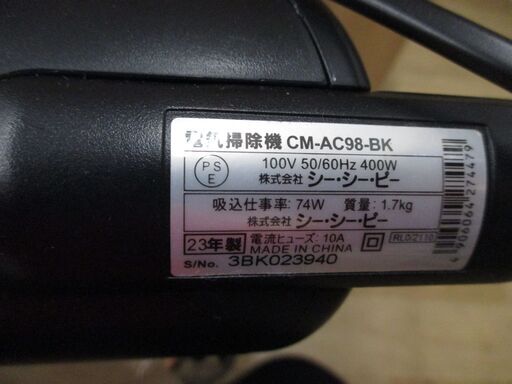 電気掃除機 CM-AC98-BK
PS
E
100V 50/60Hz 400W
株式会社 シー・シー・ピー
吸込仕事率: 74W 質量: 1.7kg
株式会社 シー・シー・ピー
23年製 電流ヒューズ: 10A
MADE IN CHINA
S/No. 3BK023940
4 906064 274479